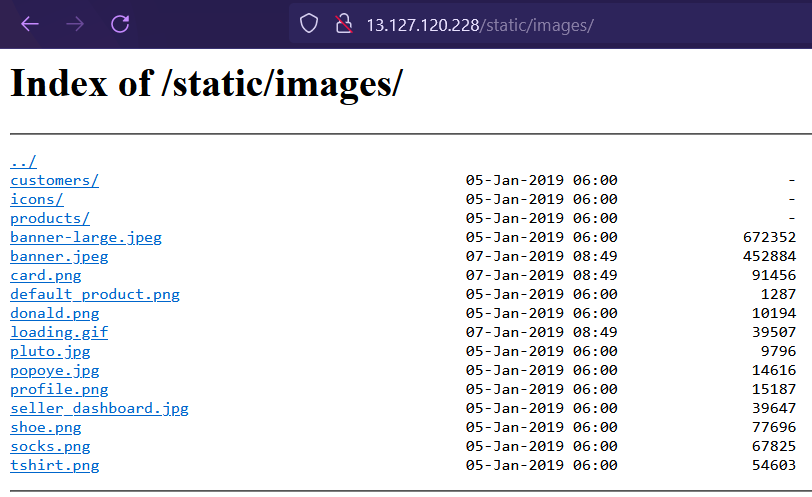 13.127.120.228/static/images/
Index of /static/images/
../
customers/ 05-Jan-2019 06:00 -
icons/ 05-Jan-2019 06:00 -
products/ 05-Jan-2019 06:00 -
banner-large.jpeg 05-Jan-2019 06:00 672352
banner.jpeg 07-Jan-2019 08:49 452884
card.png 07-Jan-2019 08:49 91456
default_product.png 05-Jan-2019 06:00 1287
donald.png 05-Jan-2019 06:00 10194
loading.gif 07-Jan-2019 08:49 39507
pluto.jpg 05-Jan-2019 06:00 9796
popoye.jpg 05-Jan-2019 06:00 14616
profile.png 05-Jan-2019 06:00 15187
seller_dashboard.jpg 05-Jan-2019 06:00 39647
shoe.png 05-Jan-2019 06:00 77696
socks.png 05-Jan-2019 06:00 67825
tshirt.png 05-Jan-2019 06:00 54603